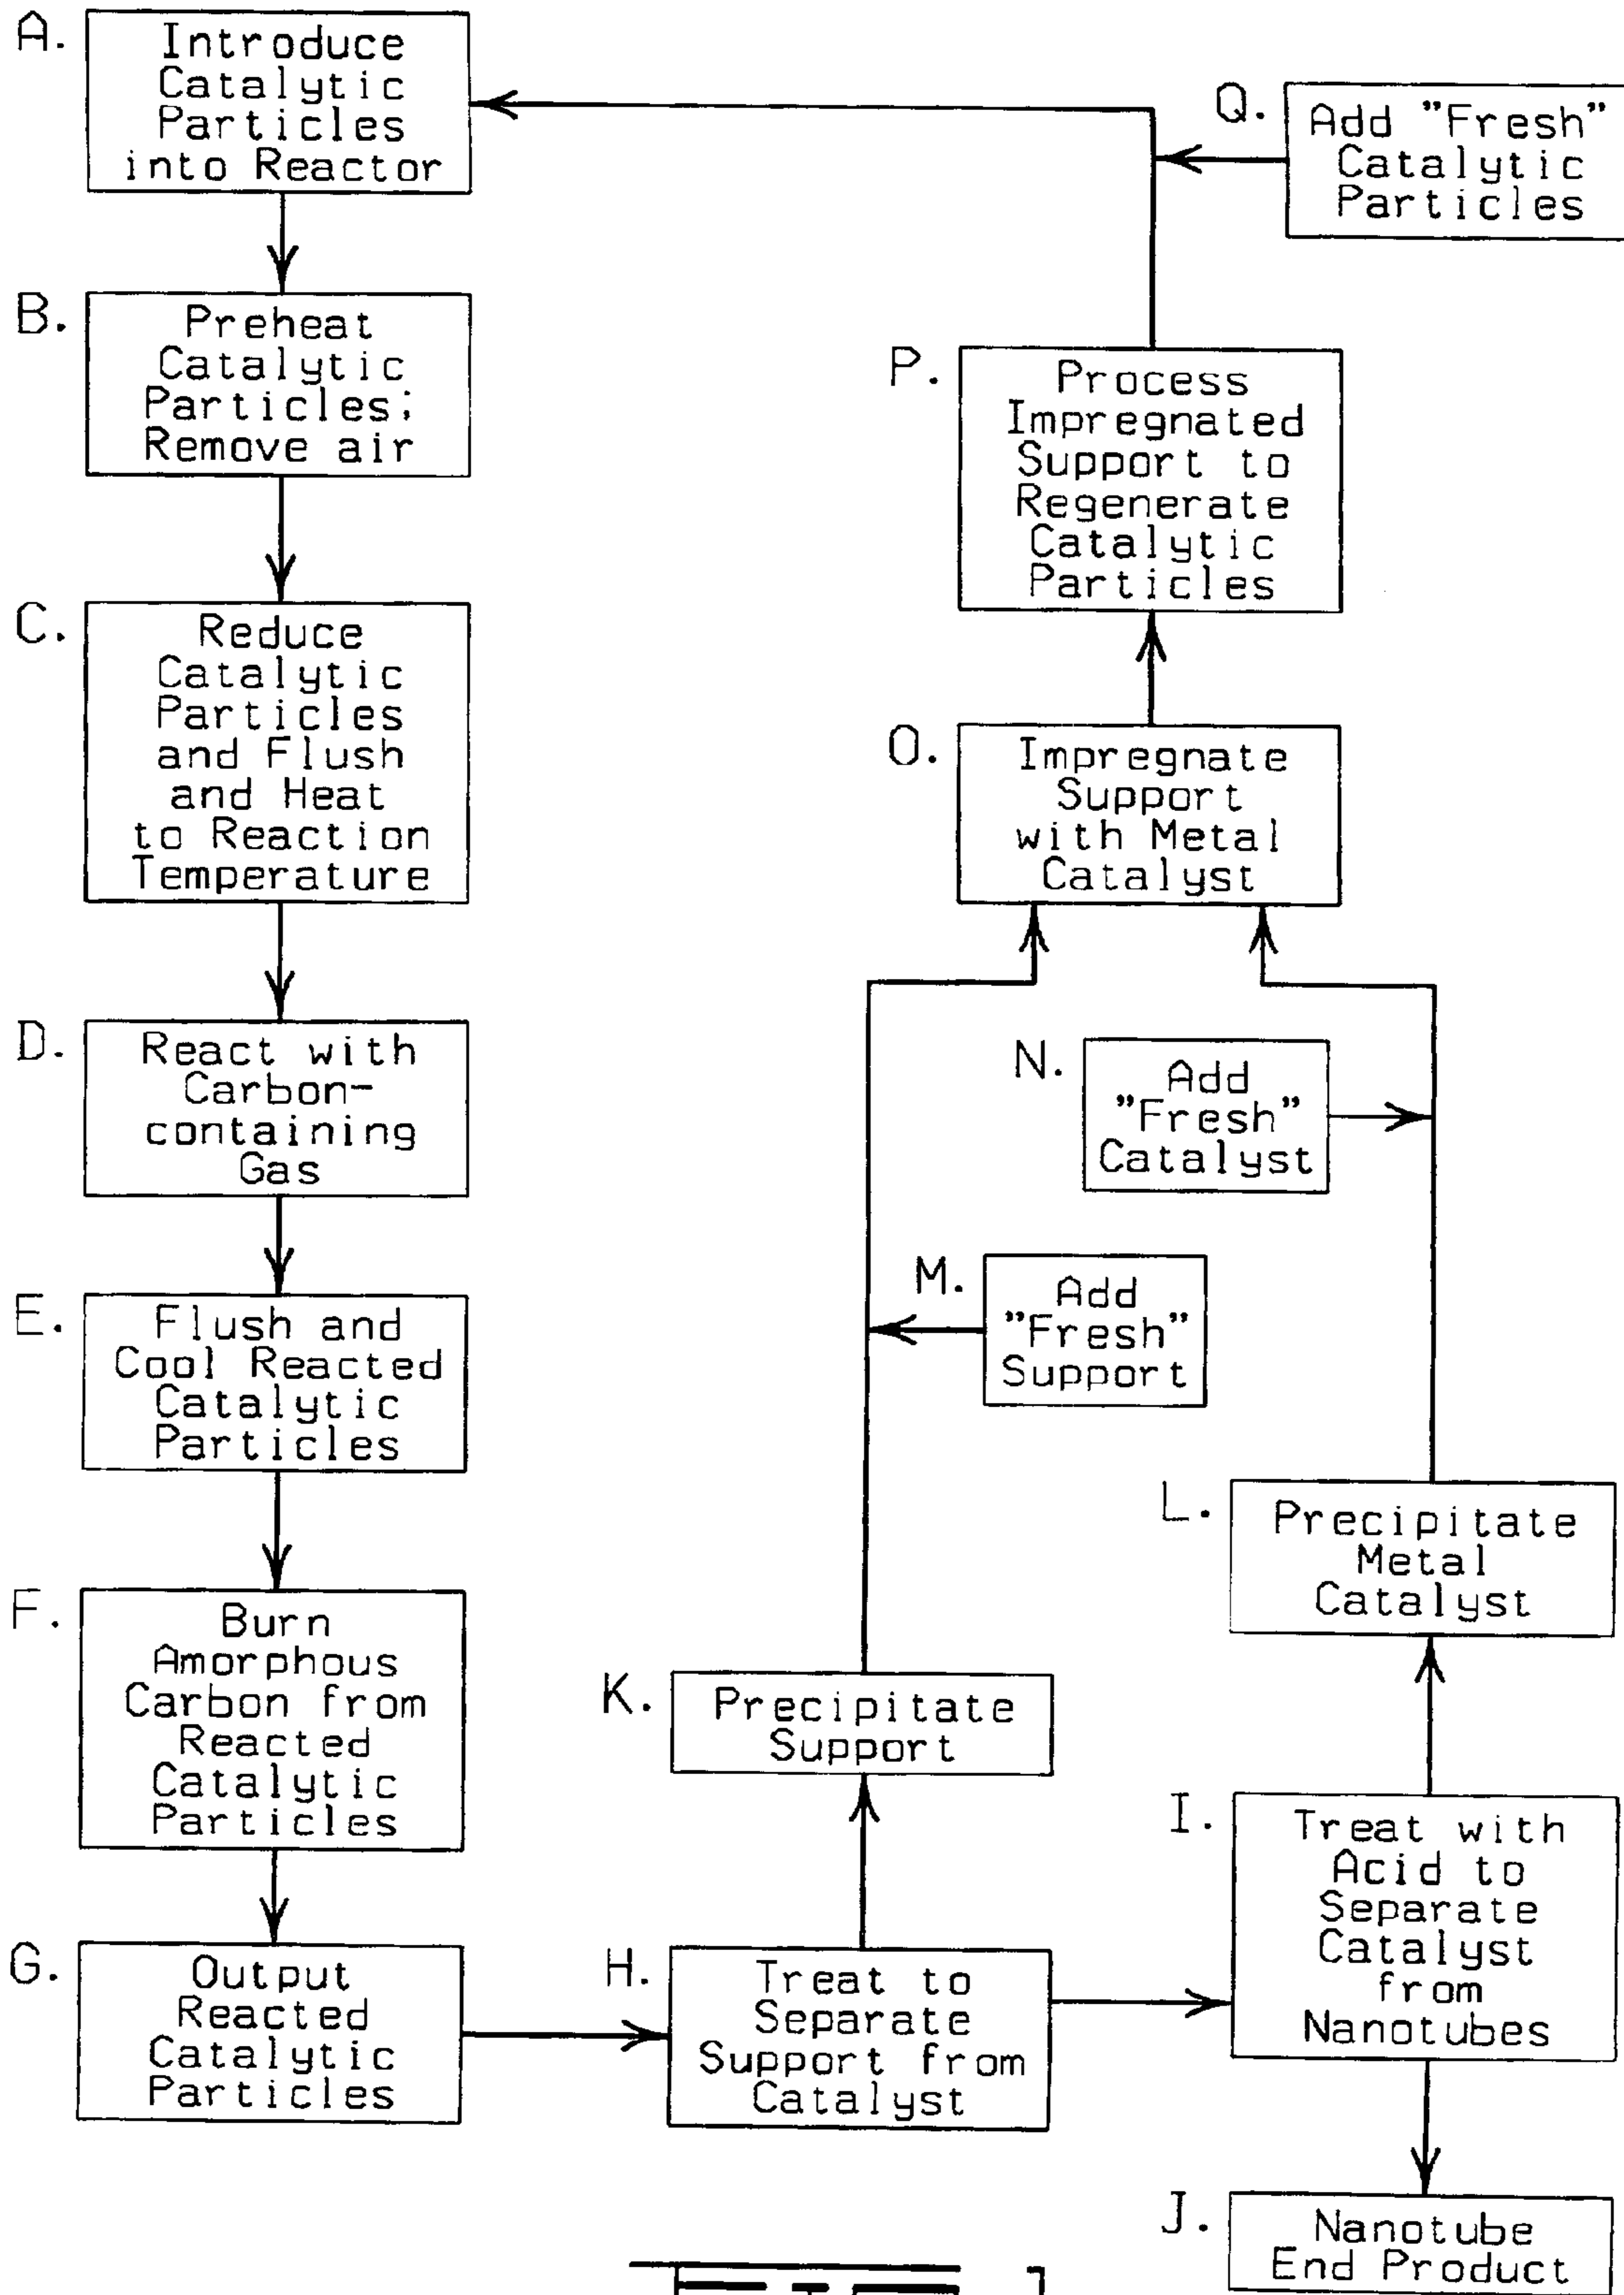 A.
Introduce
Catalytic
Particles
into Reactor
B.
Preheat
Catalytic
Particles;
Remove air
C.
Reduce
Catalytic
Particles
and Flush
and Heat
to Reaction
Temperature
D.
React with
Carbon-
containing
Gas
E.
Flush and
Cool Reacted
Catalytic
Particles
F.
Burn
Amorphous
Carbon from
Reacted
Catalytic
Particles
G.
Output
Reacted
Catalytic
Particles
H.
Treat to
Separate
Support from
Catalyst
I.
Treat with
Acid to
Separate
Catalyst
from
Nanotubes
J.
Nanotube
End Product
K.
Precipitate
Support
L.
Precipitate
Metal
Catalyst
M.
Add
"Fresh"
Support
N.
Add
"Fresh"
Catalyst
O.
Impregnate
Support
with Metal
Catalyst
P.
Process
Impregnated
Support to
Regenerate
Catalytic
Particles
Q.
Add "Fresh"
Catalytic
Particles